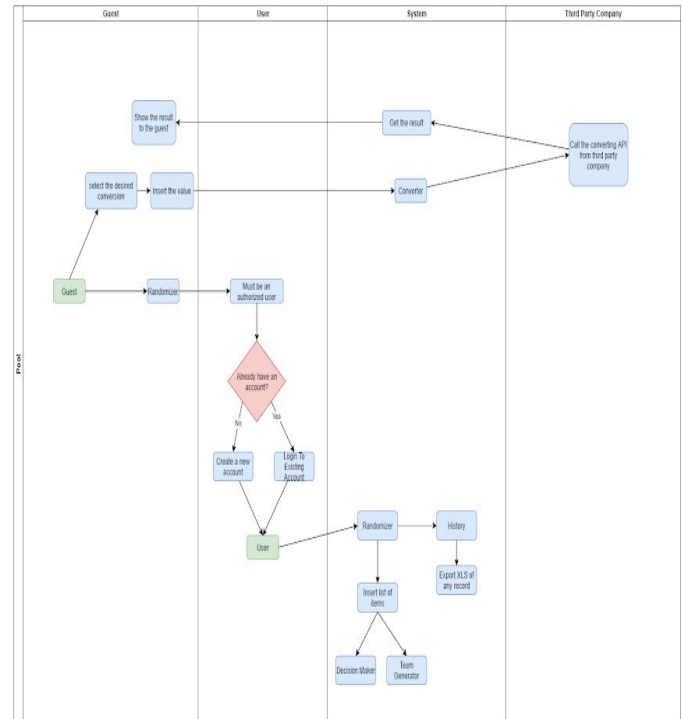 Guest
User
System
Third Party Company
Pool
Show the result
to the guest
Get the result
Call the converting API
from third party
company
select the desired
conversion
Insert the value
Converter
Guest
Randomizer
Must be an
authorized user
Already have an
account?
No
Yes
Create a new
account
Login To
Existing
Account
User
Randomizer
History
Insert list of
items
Export XLS of
any record
Decision Maker
Team
Generator